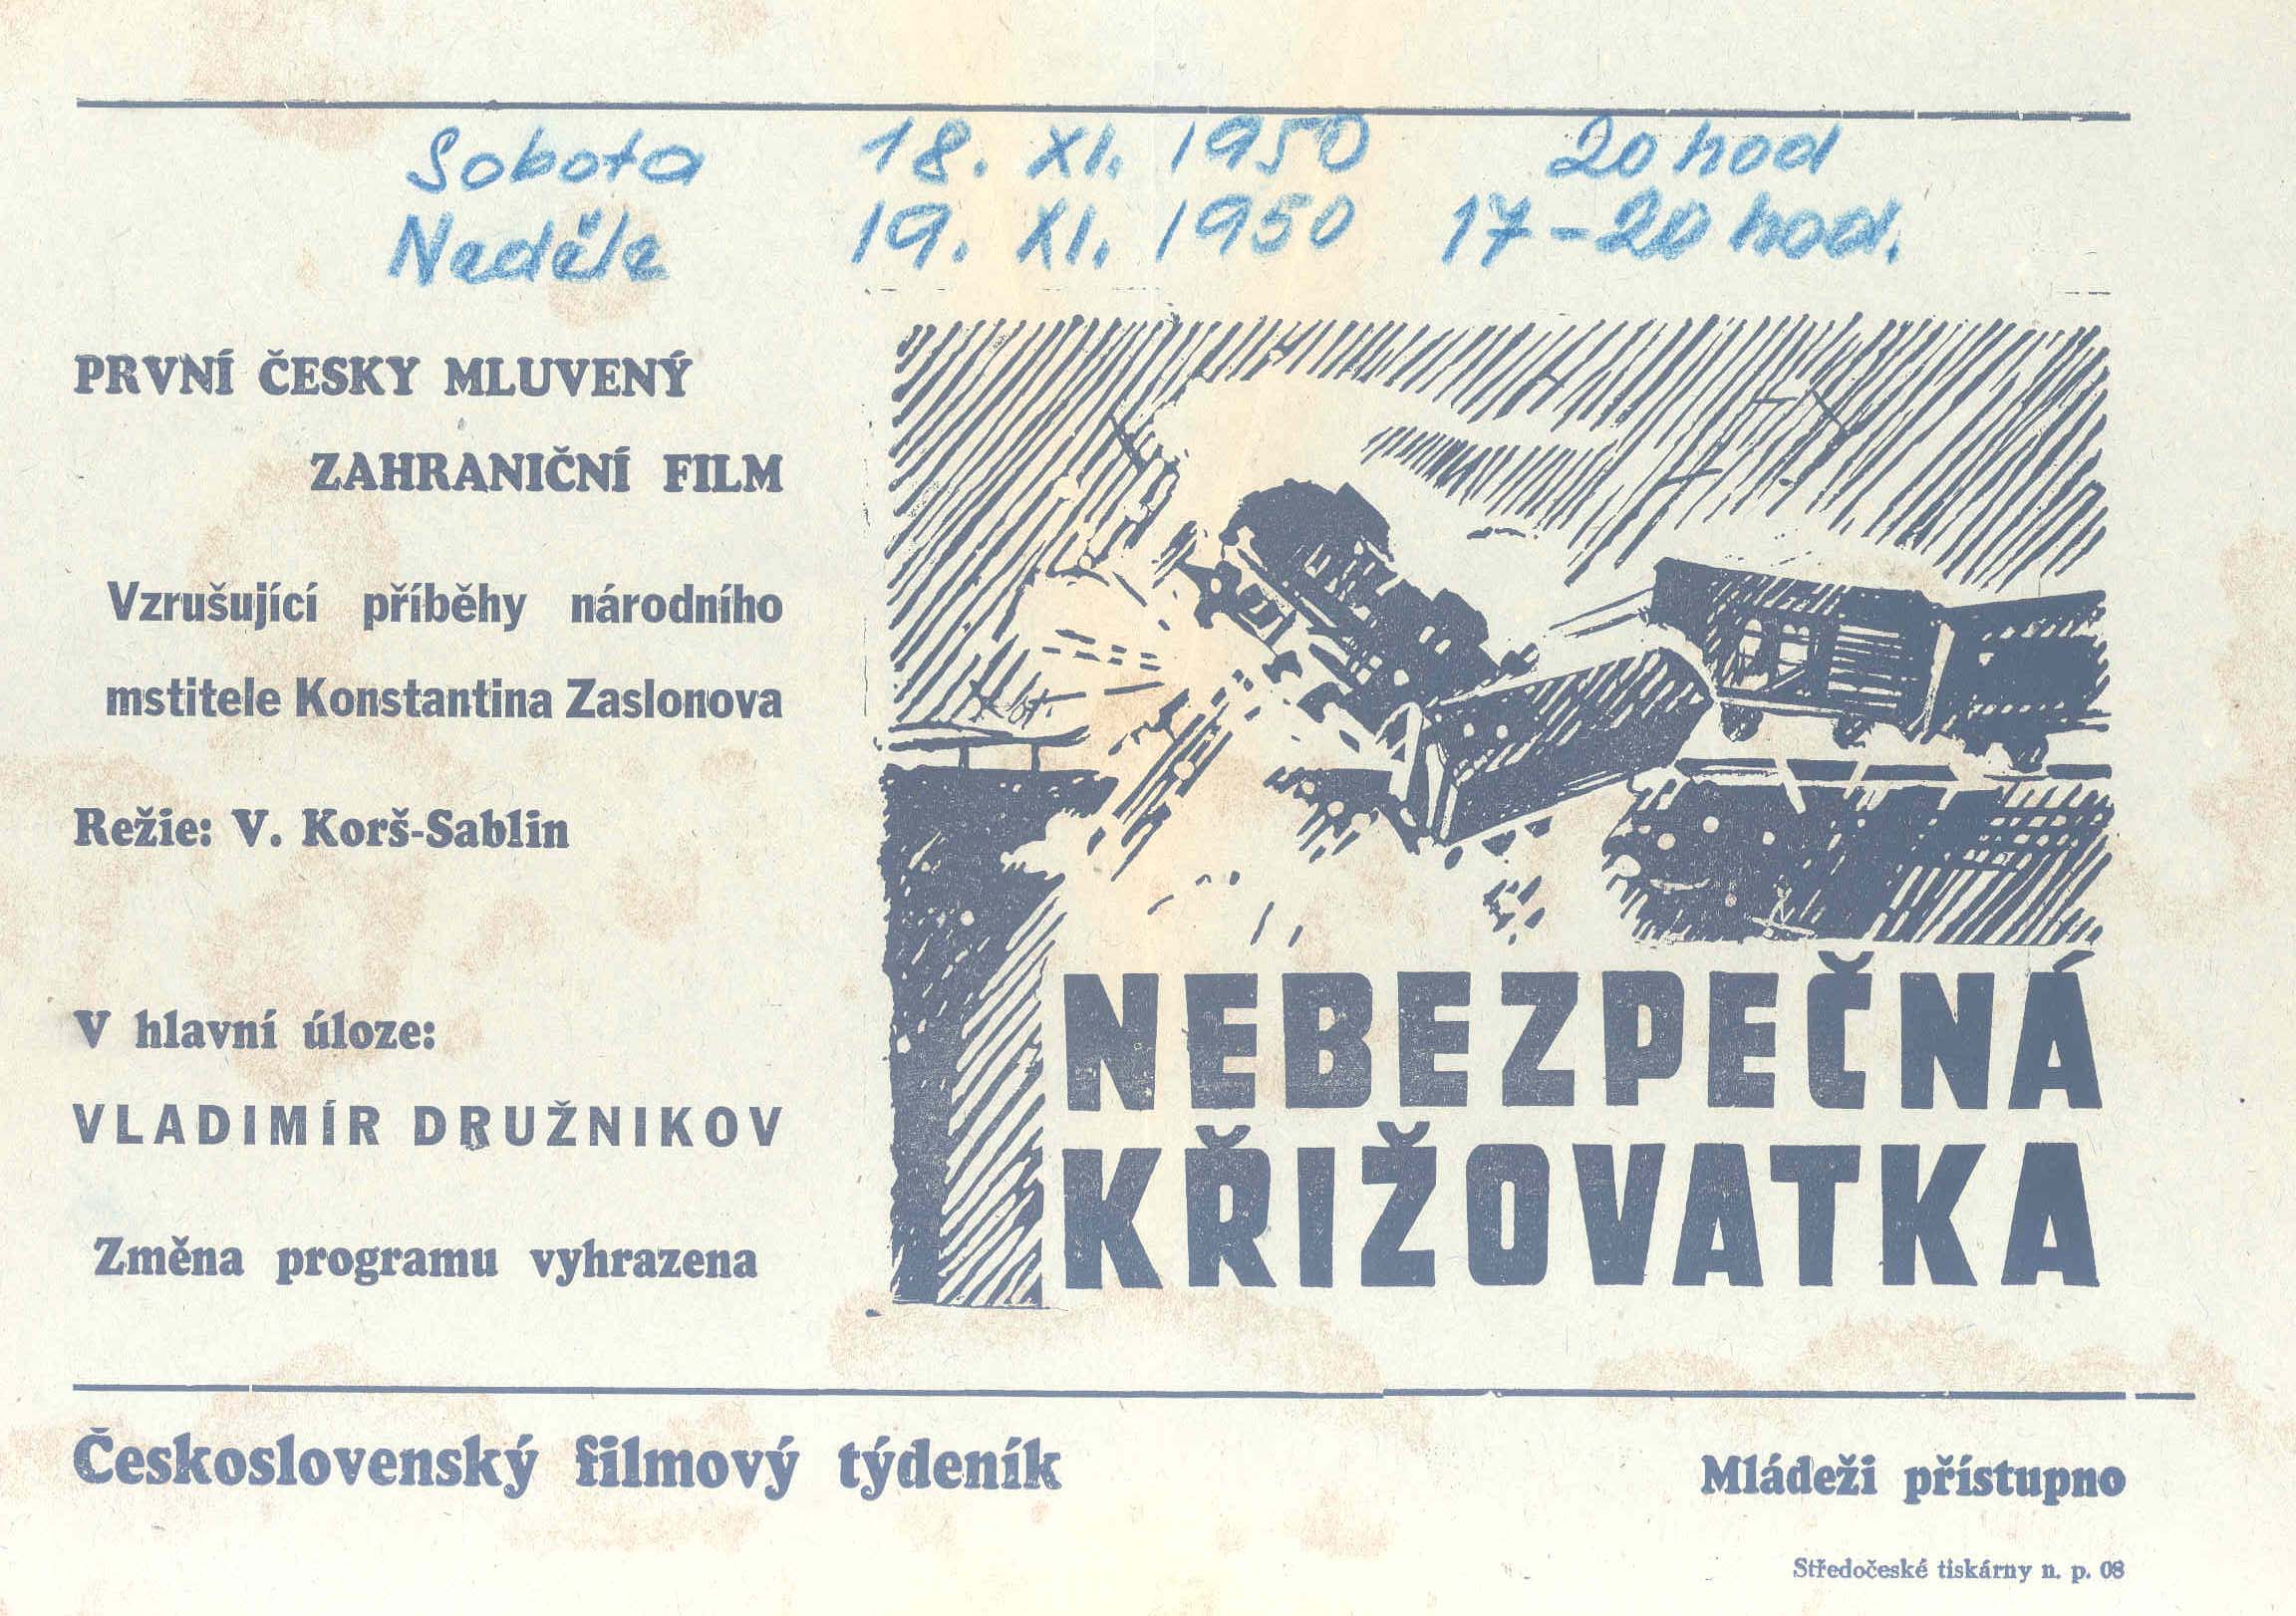 Sobota 18. XI. 1950 20 hod
Neděle 19. XI. 1950 17-20 hod.
PRVNÍ ČESKY MLUVENÝ
ZAHRANIČNÍ FILM
Vzrušující příběhy národního
mstitele Konstantina Zaslonova
Režie: V. Korš-Sablin
V hlavní úloze:
VLADIMÍR DRUŽNIKOV
Změna programu vyhrazena
NEBEZPEČNÁ
KŘIŽOVATKA
Československý filmový týdeník
Mládeži přístupno
Středočeské tiskárny n. p. 08